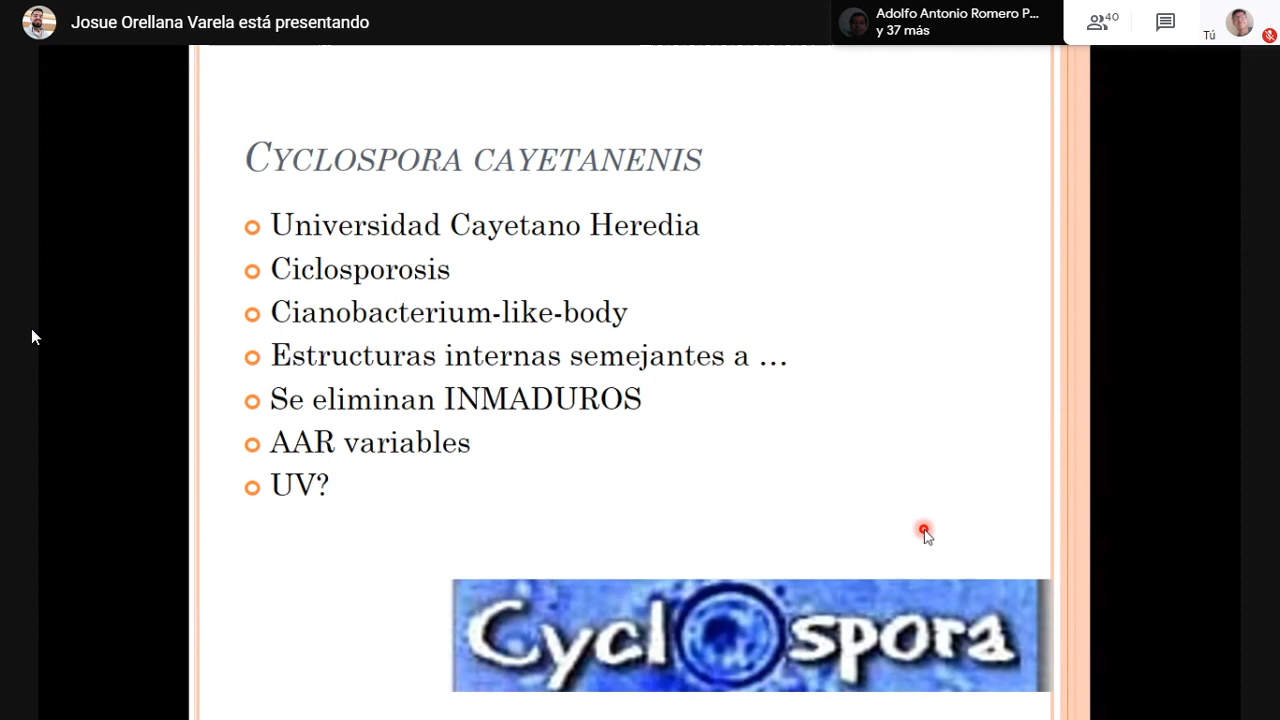 Josue Orellana Varela está presentando
Adolfo Antonio Romero P...
y 37 más
40
Tú
CYCLOSPORA CAYETANENIS
Universidad Cayetano Heredia
Ciclosporosis
Cianobacterium-like-body
Estructuras internas semejantes a ...
Se eliminan INMADUROS
AAR variables
UV?
Cyclospora